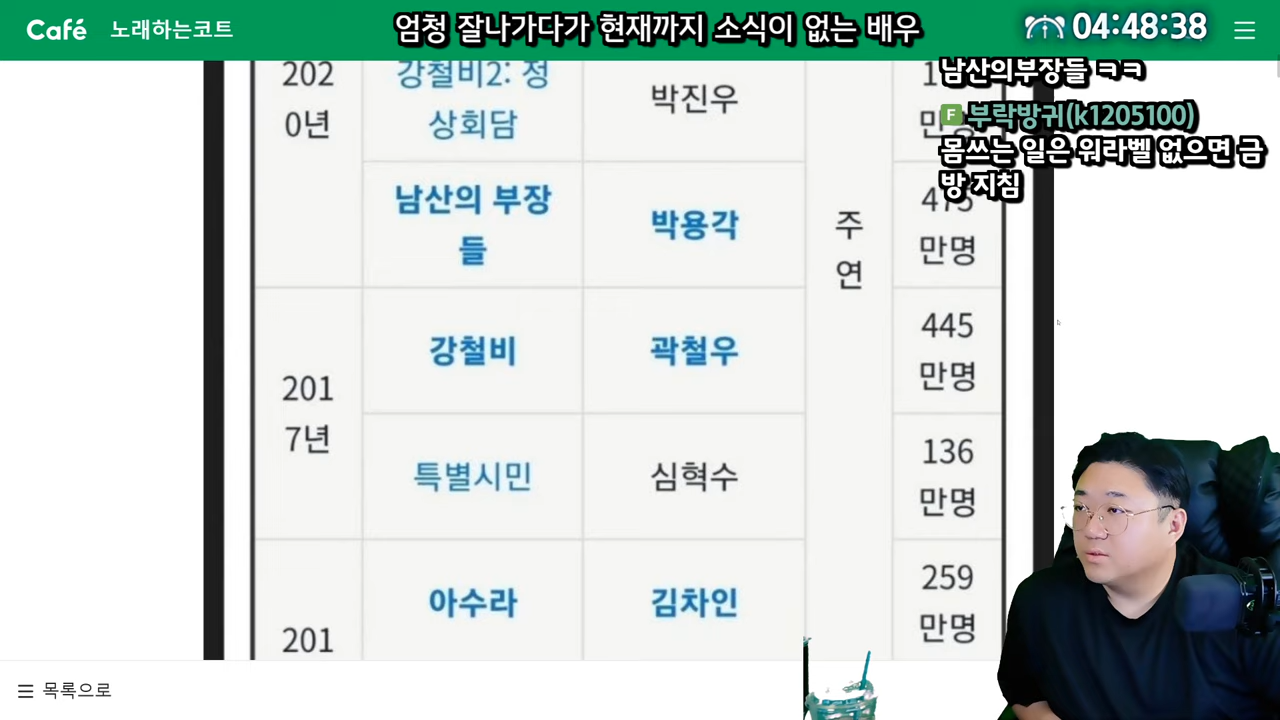 Café 노래하는코트
엄청 잘나가다가 현재까지 소식이 없는 배우
04:48:38
남산의부장들 ㅋㅋ
F 부락방귀(k1205100)
몸쓰는 일은 워라벨 없으면 금
방 지침
202
0년
강철비2: 정
상회담
박진우
남산의 부장
들
박용각
주
연
475
만명
201
7년
강철비
곽철우
445
만명
특별시민
심혁수
136
만명
201
아수라
김차인
259
만명
목록으로